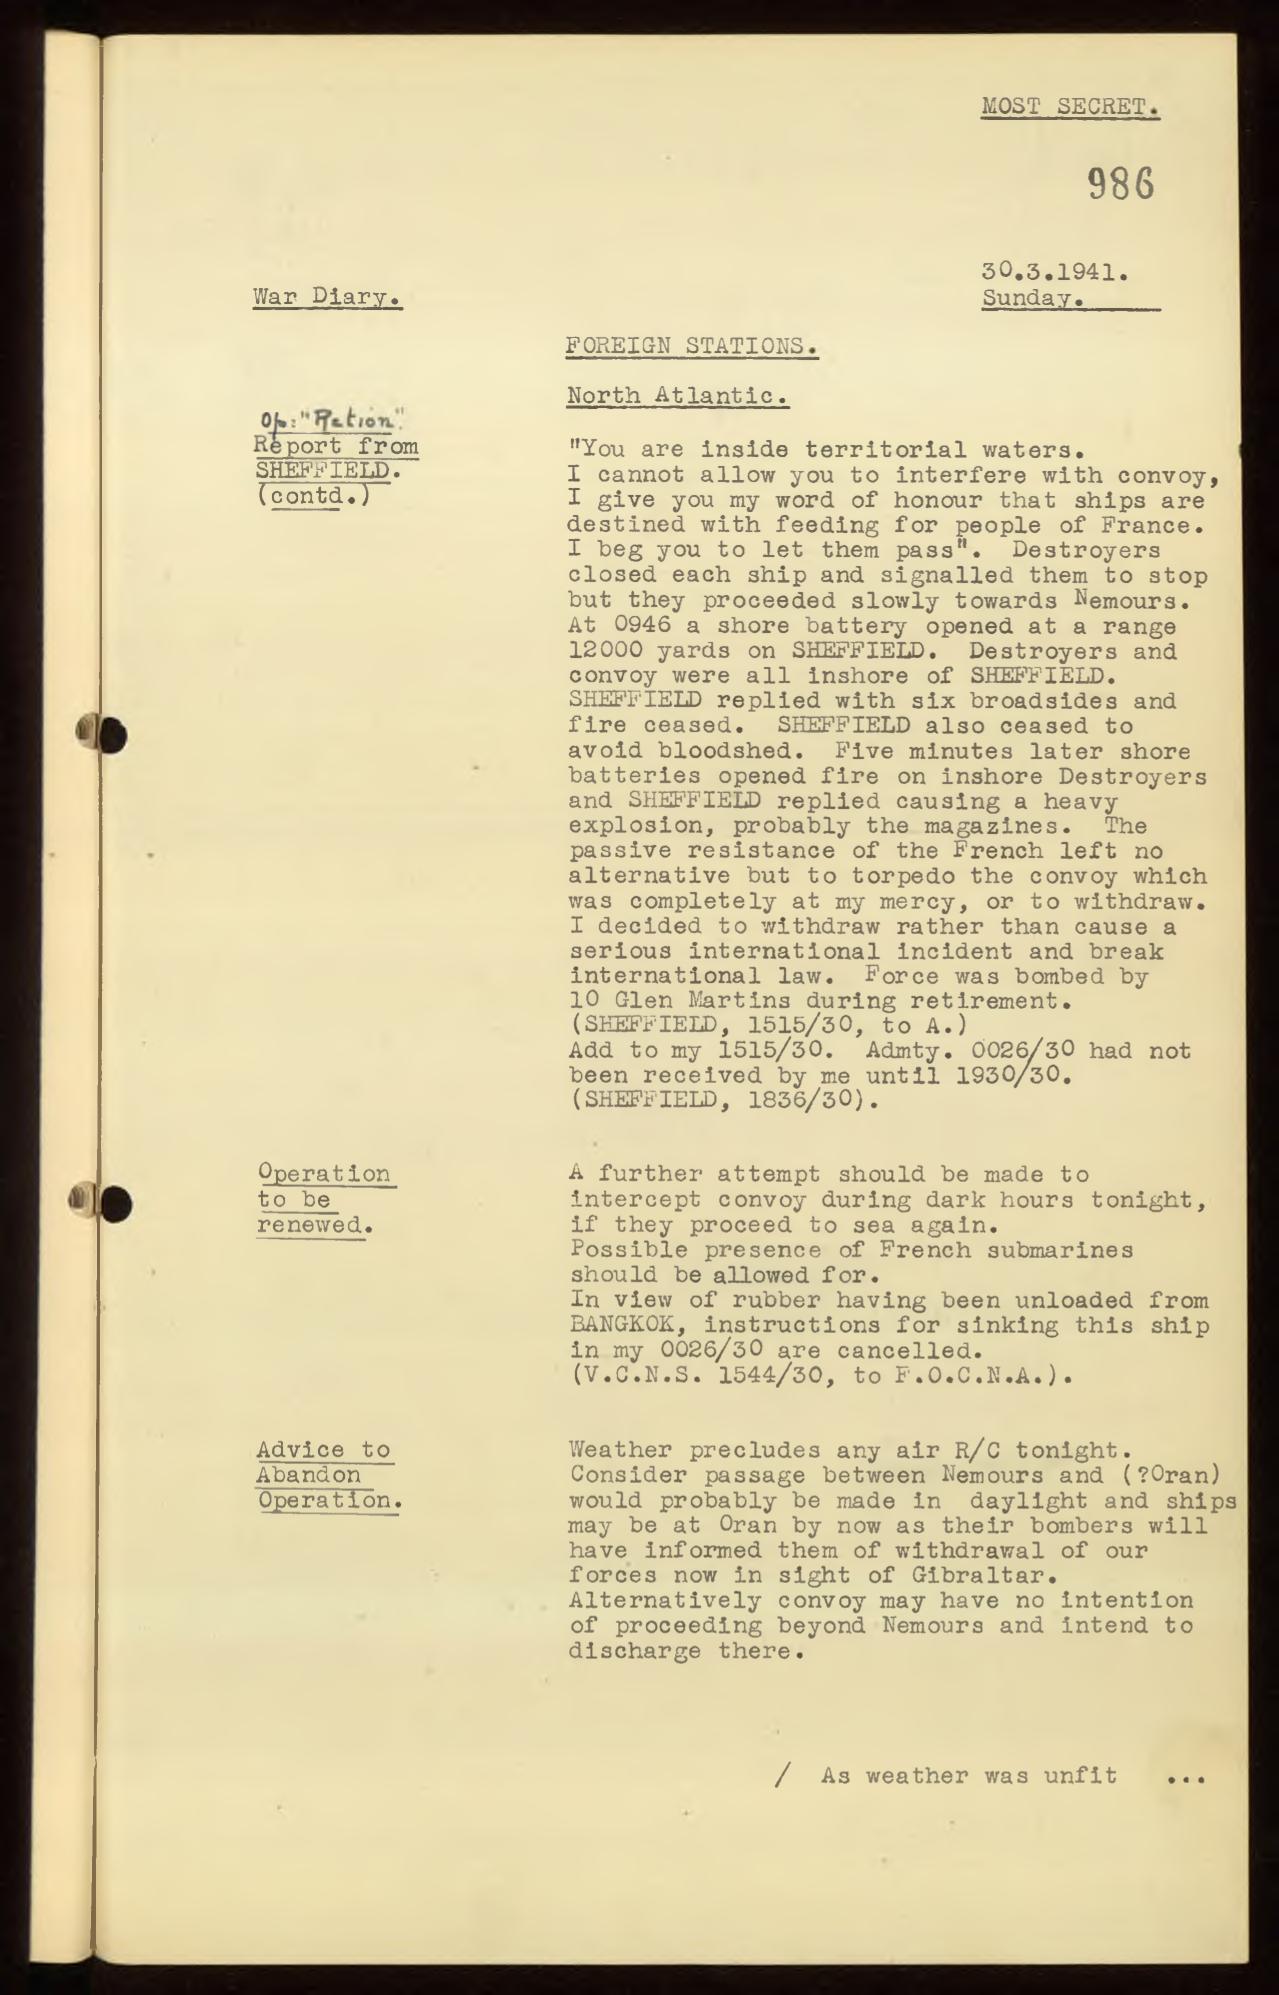 MOST SECRET.
986
30.3.1941.
War Diary.
Sunday.
FOREIGN STATIONS.
North Atlantic.
Op: "Ration".
Report from
SHEFFIELD.
(contd.)
"You are inside territorial waters.
I cannot allow you to interfere with convoy,
I give you my word of honour that ships are
destined with feeding for people of France.
I beg you to let them pass". Destroyers
closed each ship and signalled them to stop
but they proceeded slowly towards Nemours.
At 0946 a shore battery opened at a range
12000 yards on SHEFFIELD. Destroyers and
convoy were all inshore of SHEFFIELD.
SHEFFIELD replied with six broadsides and
fire ceased. SHEFFIELD also ceased to
avoid bloodshed. Five minutes later shore
batteries opened fire on inshore Destroyers
and SHEFFIELD replied causing a heavy
explosion, probably the magazines. The
passive resistance of the French left no
alternative but to torpedo the convoy which
was completely at my mercy, or to withdraw.
I decided to withdraw rather than cause a
serious international incident and break
international law. Force was bombed by
10 Glen Martins during retirement.
(SHEFFIELD, 1515/30, to A.)
Add to my 1515/30. Admty. 0026/30 had not
been received by me until 1930/30.
(SHEFFIELD, 1836/30).
Operation
to be
renewed.
A further attempt should be made to
intercept convoy during dark hours tonight,
if they proceed to sea again.
Possible presence of French submarines
should be allowed for.
In view of rubber having been unloaded from
BANGKOK, instructions for sinking this ship
in my 0026/30 are cancelled.
(V.C.N.S. 1544/30, to F.O.C.N.A.).
Advice to
Abandon
Operation.
Weather precludes any air R/C tonight.
Consider passage between Nemours and (?Oran)
would probably be made in daylight and ships
may be at Oran by now as their bombers will
have informed them of withdrawal of our
forces now in sight of Gibraltar.
Alternatively convoy may have no intention
of proceeding beyond Nemours and intend to
discharge there.
/ As weather was unfit ...